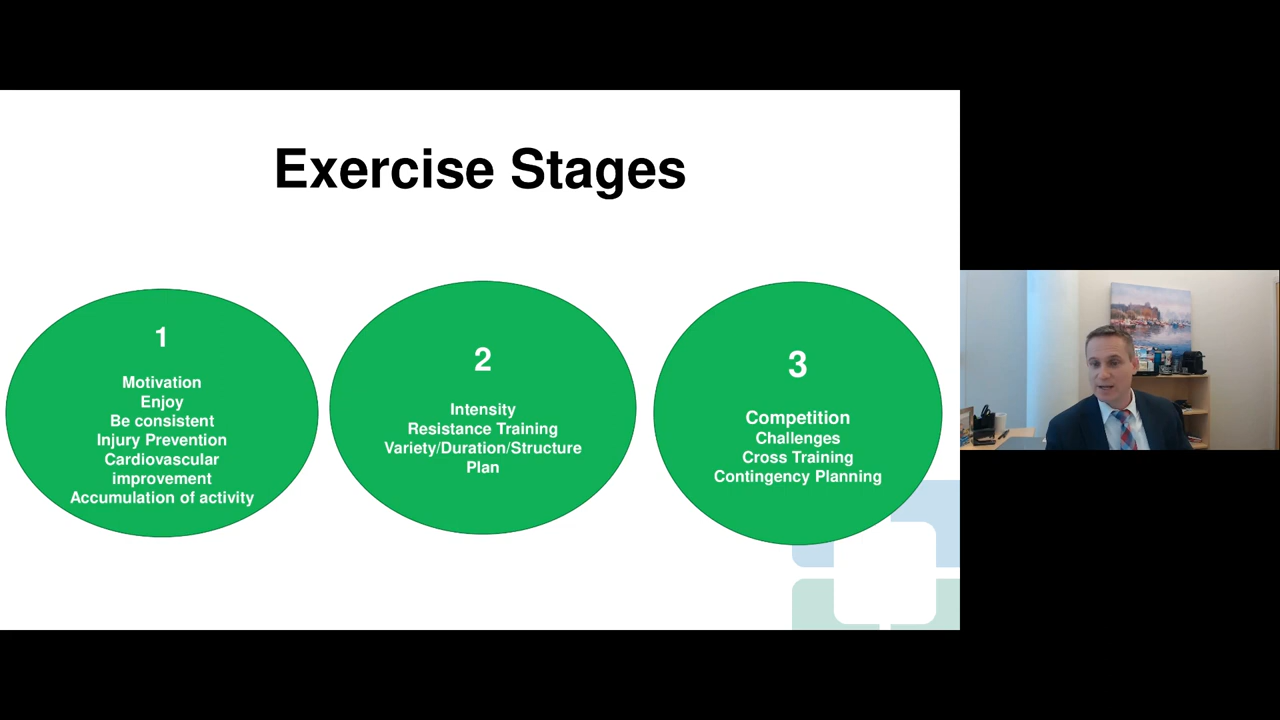 Exercise Stages
1
Motivation
Enjoy
Be consistent
Injury Prevention
Cardiovascular
improvement
Accumulation of activity
2
Intensity
Resistance Training
Variety/Duration/Structure
Plan
3
Competition
Challenges
Cross Training
Contingency Planning